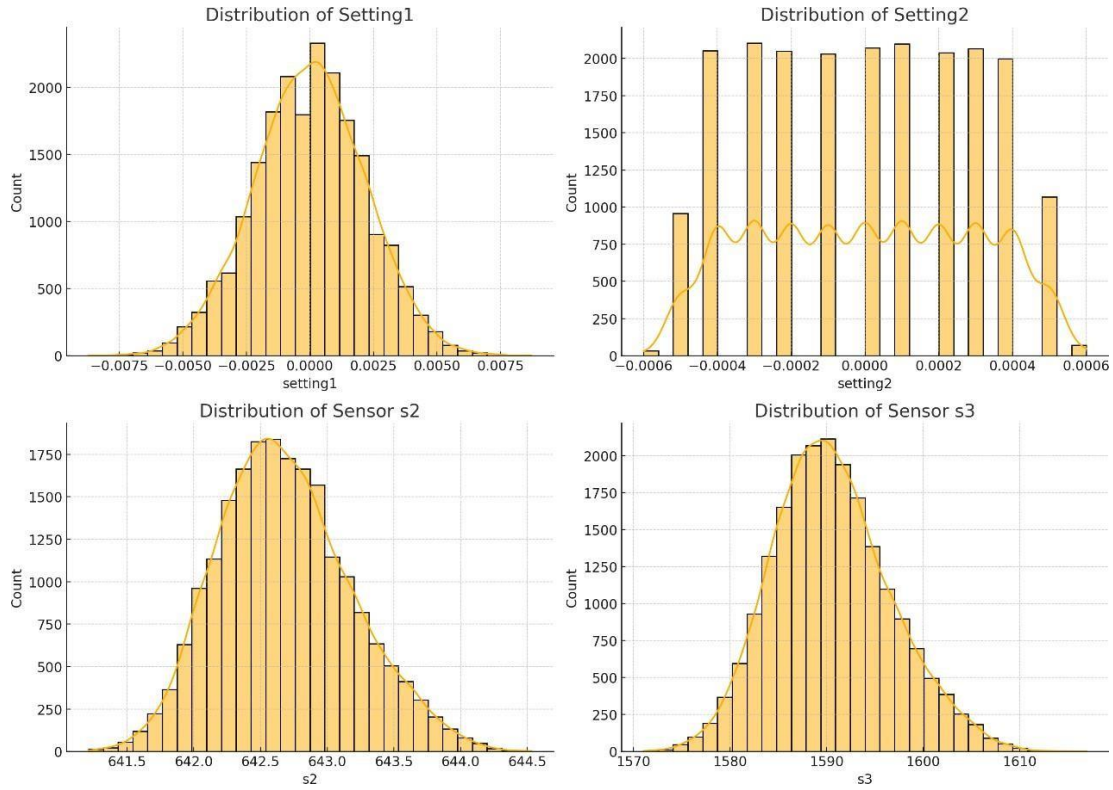 Distribution of Setting1
Count
2000
1500
1000
500
0
−0.0075 −0.0050 −0.0025 0.0000 0.0025 0.0050 0.0075
setting1
Distribution of Setting2
Count
2000
1750
1500
1250
1000
750
500
250
0
−0.0006 −0.0004 −0.0002 0.0000 0.0002 0.0004 0.0006
setting2
Distribution of Sensor s2
Count
1750
1500
1250
1000
750
500
250
0
641.5 642.0 642.5 643.0 643.5 644.0 644.5
s2
Distribution of Sensor s3
Count
2000
1750
1500
1250
1000
750
500
250
0
1570 1580 1590 1600 1610
s3